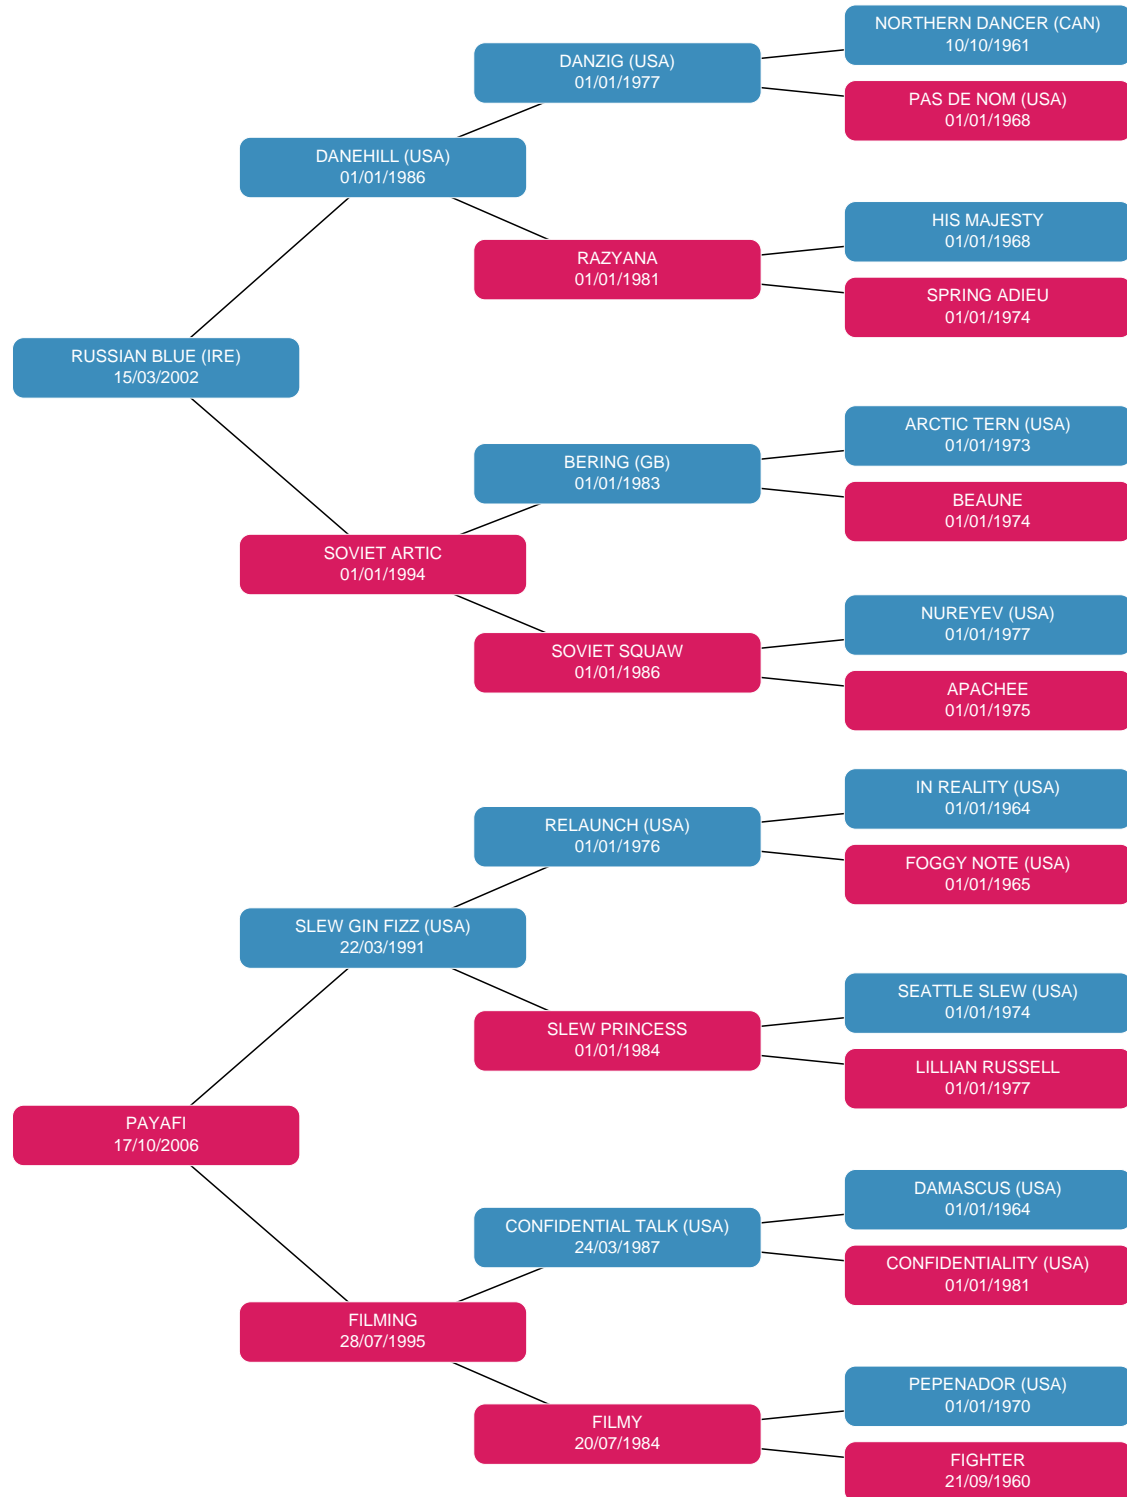 NORTHERN DANCER (CAN)
10/10/1961
DANZIG (USA)
01/01/1977
PAS DE NOM (USA)
01/01/1968
DANEHILL (USA)
01/01/1986
HIS MAJESTY
01/01/1968
RAZYANA
01/01/1981
SPRING ADIEU
01/01/1974
RUSSIAN BLUE (IRE)
15/03/2002
ARCTIC TERN (USA)
01/01/1973
BERING (GB)
01/01/1983
BEAUNE
01/01/1974
SOVIET ARTIC
01/01/1994
NUREYEV (USA)
01/01/1977
SOVIET SQUAW
01/01/1986
APACHEE
01/01/1975
IN REALITY (USA)
01/01/1964
RELAUNCH (USA)
01/01/1976
FOGGY NOTE (USA)
01/01/1965
SLEW GIN FIZZ (USA)
22/03/1991
SEATTLE SLEW (USA)
01/01/1974
SLEW PRINCESS
01/01/1984
LILLIAN RUSSELL
01/01/1977
PAYAFI
17/10/2006
DAMASCUS (USA)
01/01/1964
CONFIDENTIAL TALK (USA)
24/03/1987
CONFIDENTIALITY (USA)
01/01/1981
FILMING
28/07/1995
PEPENADOR (USA)
01/01/1970
FILMY
20/07/1984
FIGHTER
21/09/1960